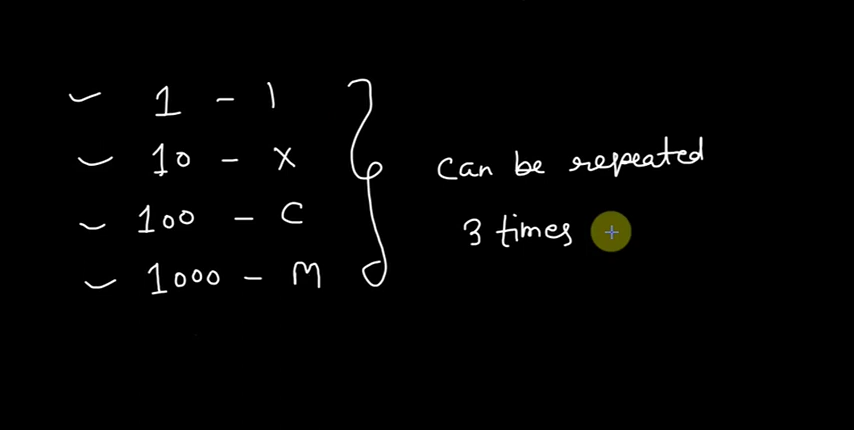 1 - I
10 - X
100 - C
1000 - M
can be repeated
3 times